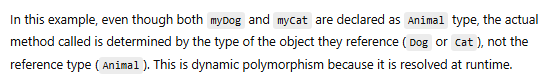 In this example, even though both myDog and myCat are declared as Animal type, the actual
method called is determined by the type of the object they reference ( Dog or Cat ), not the
reference type ( Animal ). This is dynamic polymorphism because it is resolved at runtime.